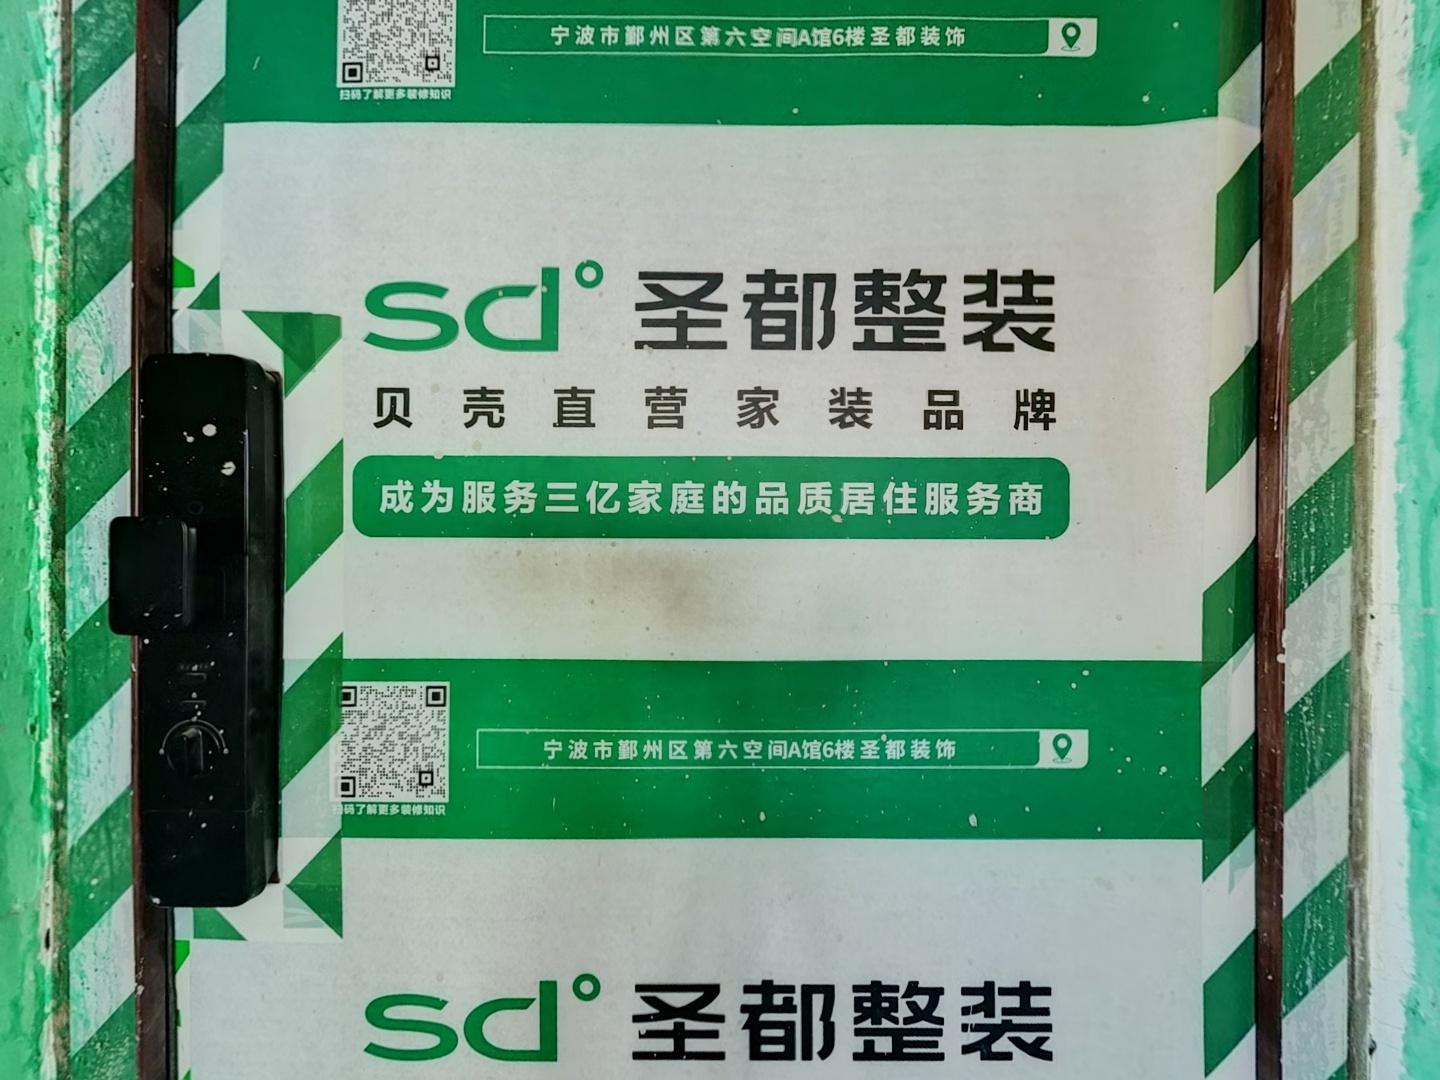 宁波市鄞州区第六空间A馆6楼圣都装饰
扫码了解更多装修知识
sd° 圣都整装
贝壳直营家装品牌
成为服务三亿家庭的品质居住服务商
宁波市鄞州区第六空间A馆6楼圣都装饰
扫码了解更多装修知识
sd° 圣都整装